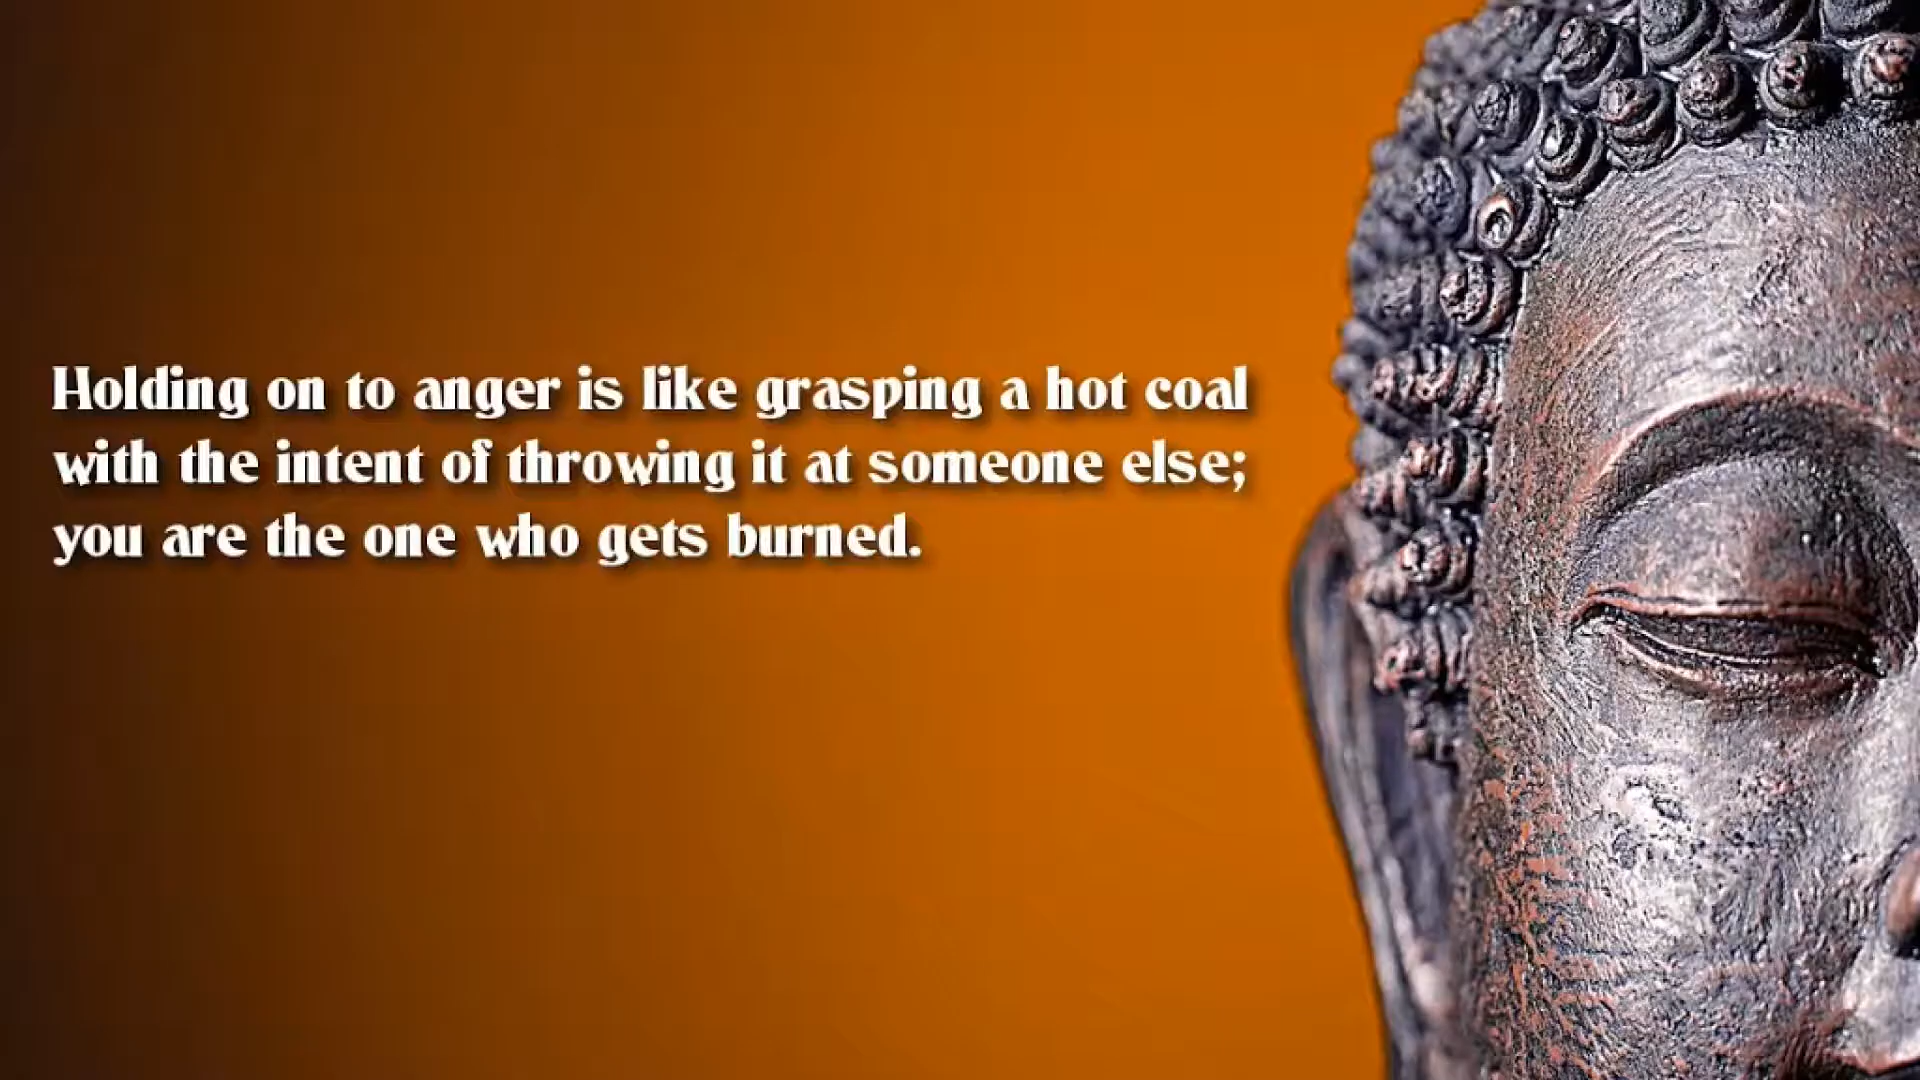 Holding on to anger is like grasping a hot coal
with the intent of throwing it at someone else;
you are the one who gets burned.